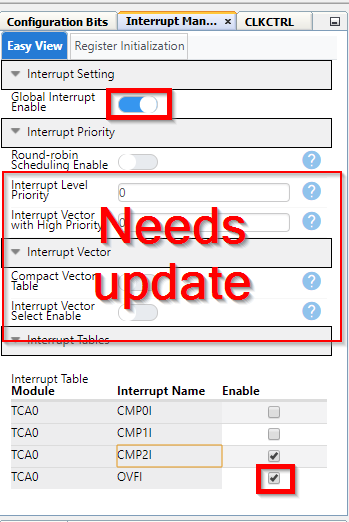 Configuration Bits Interrupt Man... × CLKCTRL
Easy View Register Initialization
Interrupt Setting
Global Interrupt
Enable
Interrupt Priority
Round-robin
Scheduling Enable
?
Interrupt Level
Priority
0
?
Interrupt Vector
with High Priority
0
?
Needs
update
Interrupt Vector
Compact Vector
Table
?
Interrupt Vector
Select Enable
?
Interrupt Tables
Interrupt Table
Module Interrupt Name Enable
TCA0 CMP0I
TCA0 CMP1I
TCA0 CMP2I
TCA0 OVFI